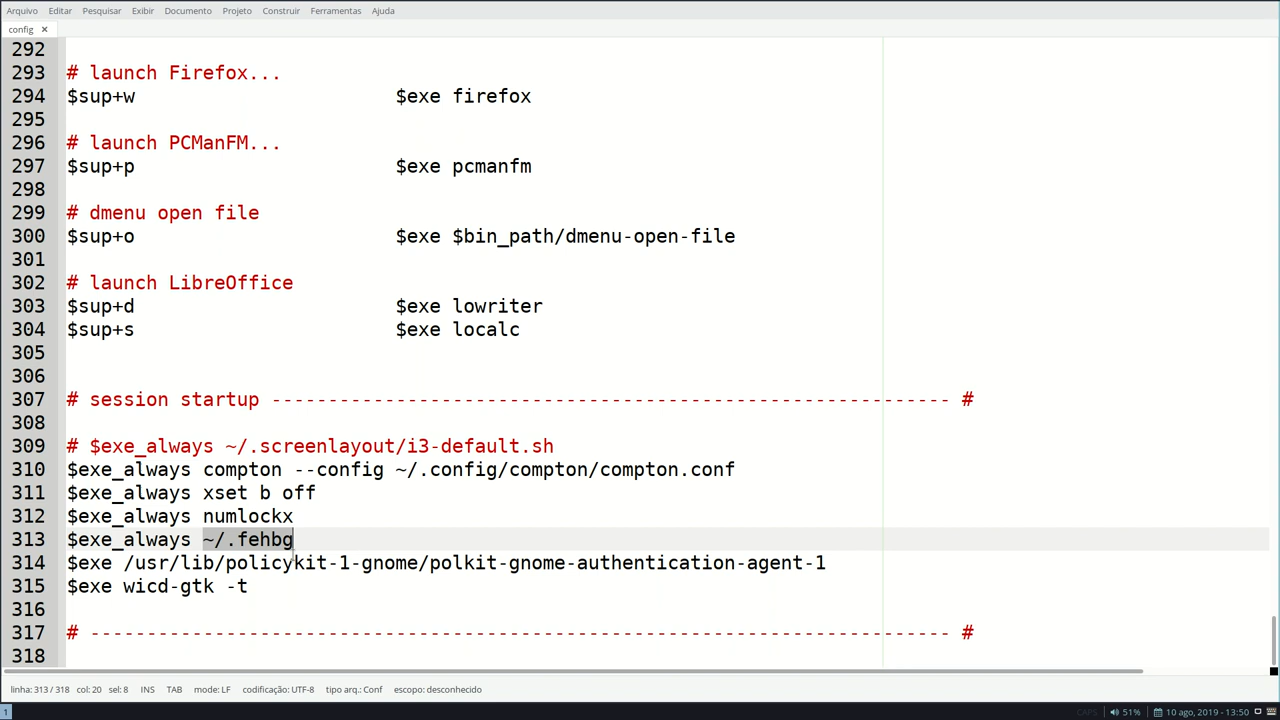 Arquivo Editar Pesquisar Exibir Documento Projeto Construir Ferramentas Ajuda
config ×
292
293 # launch Firefox...
294 $sup+w $exe firefox
295
296 # launch PCManFM...
297 $sup+p $exe pcmanfm
298
299 # dmenu open file
300 $sup+o $exe $bin_path/dmenu-open-file
301
302 # launch LibreOffice
303 $sup+d $exe lowriter
304 $sup+s $exe localc
305
306
307 # session startup ------------------------------------------------------------ #
308
309 # $exe_always ~/.screenlayout/i3-default.sh
310 $exe_always compton --config ~/.config/compton/compton.conf
311 $exe_always xset b off
312 $exe_always numlockx
313 $exe_always ~/.fehbg
314 $exe /usr/lib/policykit-1-gnome/polkit-gnome-authentication-agent-1
315 $exe wicd-gtk -t
316
317 # ---------------------------------------------------------------------------- #
318
linha: 313 / 318 col: 20 sel: 8 INS TAB mode: LF codificação: UTF-8 tipo arq.: Conf escopo: desconhecido
1 CAPS 51% 10 ago, 2019 - 13:50